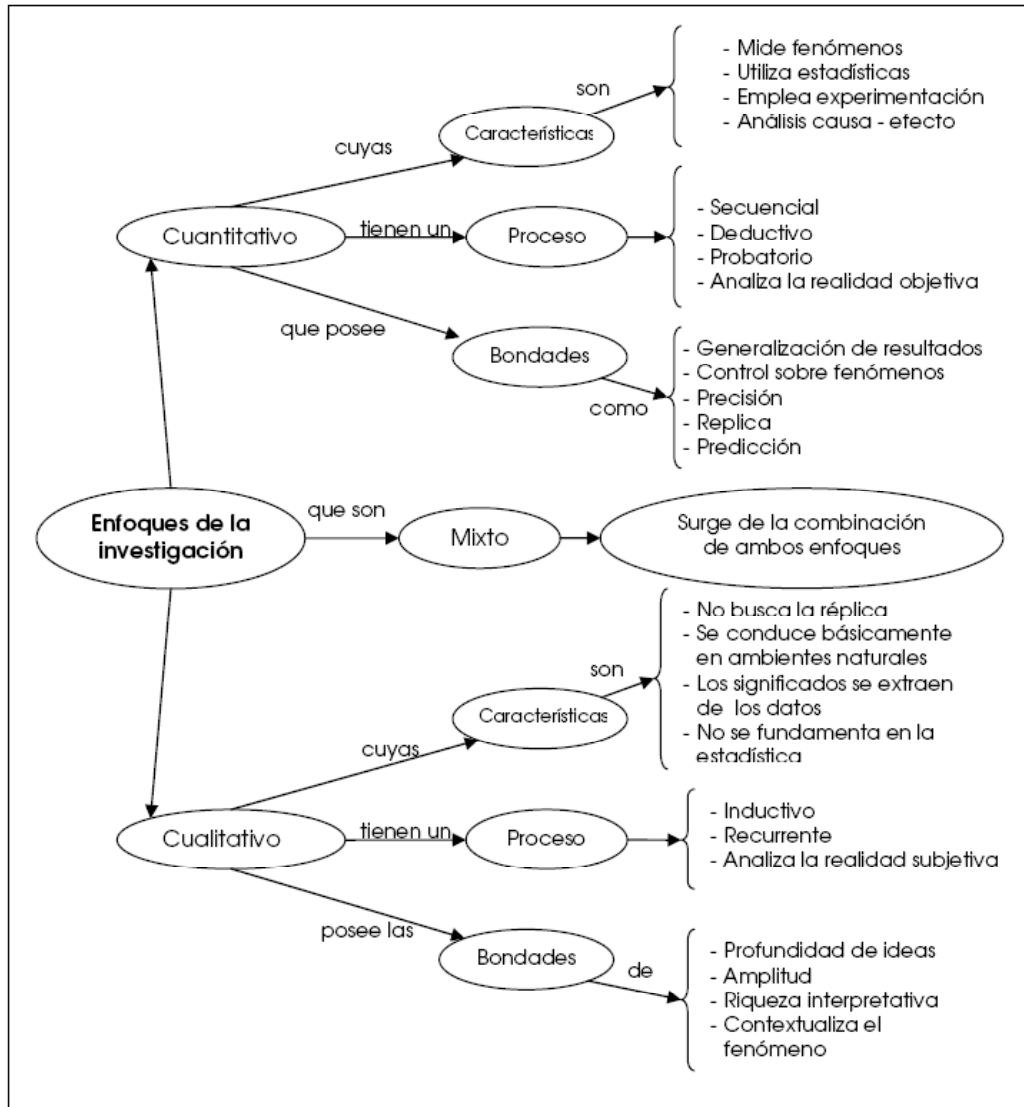 - Mide fenómenos
- Utiliza estadísticas
- Emplea experimentación
- Análisis causa - efecto
son
Características
cuyas
Cuantitativo
tienen un
Proceso
- Secuencial
- Deductivo
- Probatorio
- Analiza la realidad objetiva
que posee
Bondades
como
- Generalización de resultados
- Control sobre fenómenos
- Precisión
- Replica
- Predicción
Enfoques de la
investigación
que son
Mixto
Surge de la combinación
de ambos enfoques
- No busca la réplica
- Se conduce básicamente
en ambientes naturales
- Los significados se extraen
de los datos
- No se fundamenta en la
estadística
son
Características
cuyas
Cualitativo
tienen un
Proceso
- Inductivo
- Recurrente
- Analiza la realidad subjetiva
posee las
Bondades
de
- Profundidad de ideas
- Amplitud
- Riqueza interpretativa
- Contextualiza el
fenómeno